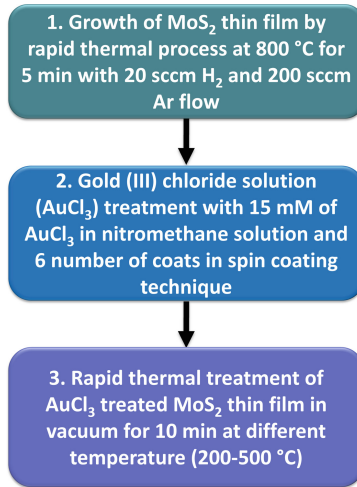 1. Growth of MoS₂ thin film by
rapid thermal process at 800 °C for
5 min with 20 sccm H₂ and 200 sccm
Ar flow
2. Gold (III) chloride solution
(AuCl₃) treatment with 15 mM of
AuCl₃ in nitromethane solution and
6 number of coats in spin coating
technique
3. Rapid thermal treatment of
AuCl₃ treated MoS₂ thin film in
vacuum for 10 min at different
temperature (200-500 °C)